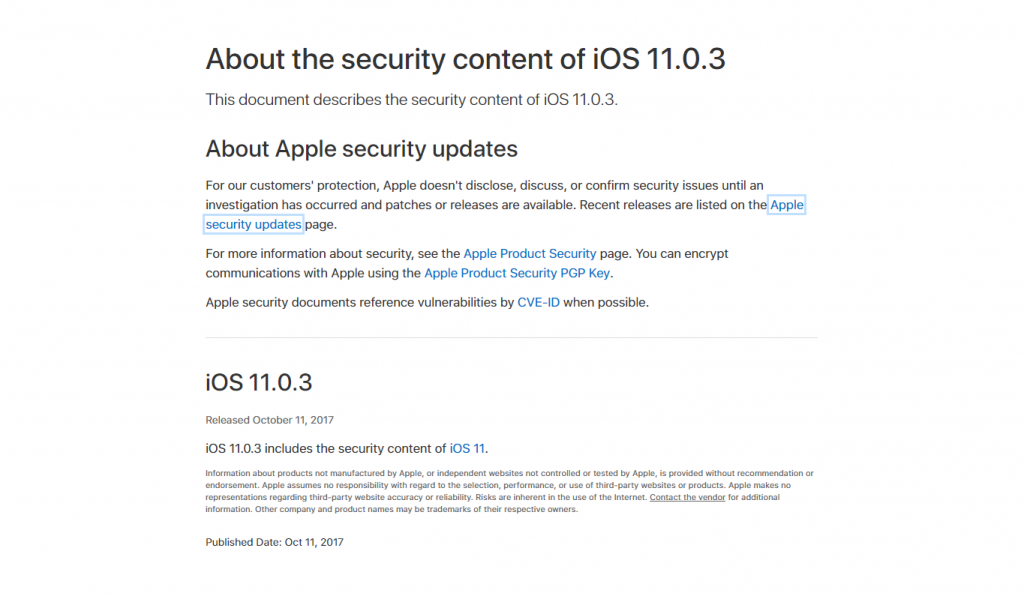 About the security content of iOS 11.0.3
This document describes the security content of iOS 11.0.3.
About Apple security updates
For our customers' protection, Apple doesn't disclose, discuss, or confirm security issues until an
investigation has occurred and patches or releases are available. Recent releases are listed on the Apple
security updates page.
For more information about security, see the Apple Product Security page. You can encrypt
communications with Apple using the Apple Product Security PGP Key.
Apple security documents reference vulnerabilities by CVE-ID when possible.
iOS 11.0.3
Released October 11, 2017
iOS 11.0.3 includes the security content of iOS 11.
Information about products not manufactured by Apple, or independent websites not controlled or tested by Apple, is provided without recommendation or
endorsement. Apple assumes no responsibility with regard to the selection, performance, or use of third-party websites or products. Apple makes no
representations regarding third-party website accuracy or reliability. Risks are inherent in the use of the Internet. Contact the vendor for additional
information. Other company and product names may be trademarks of their respective owners.
Published Date: Oct 11, 2017